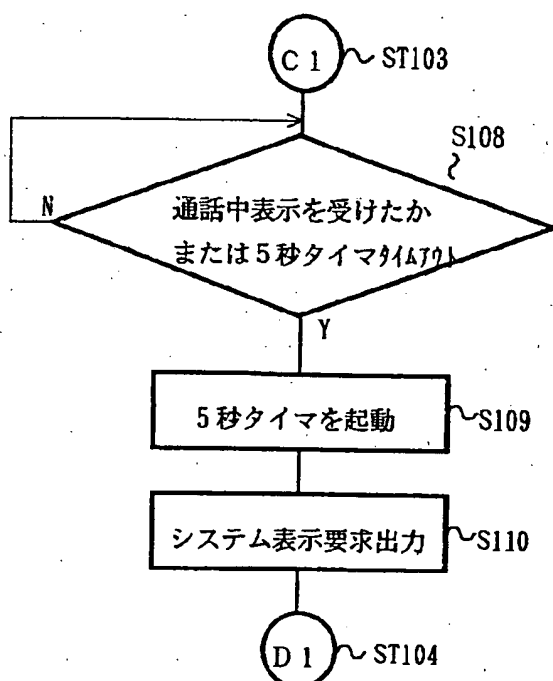 C1 ST103
S108
N
通話中表示を受けたか
または5秒タイマタイムアウト
Y
5秒タイマを起動 S109
システム表示要求出力 S110
D1 ST104